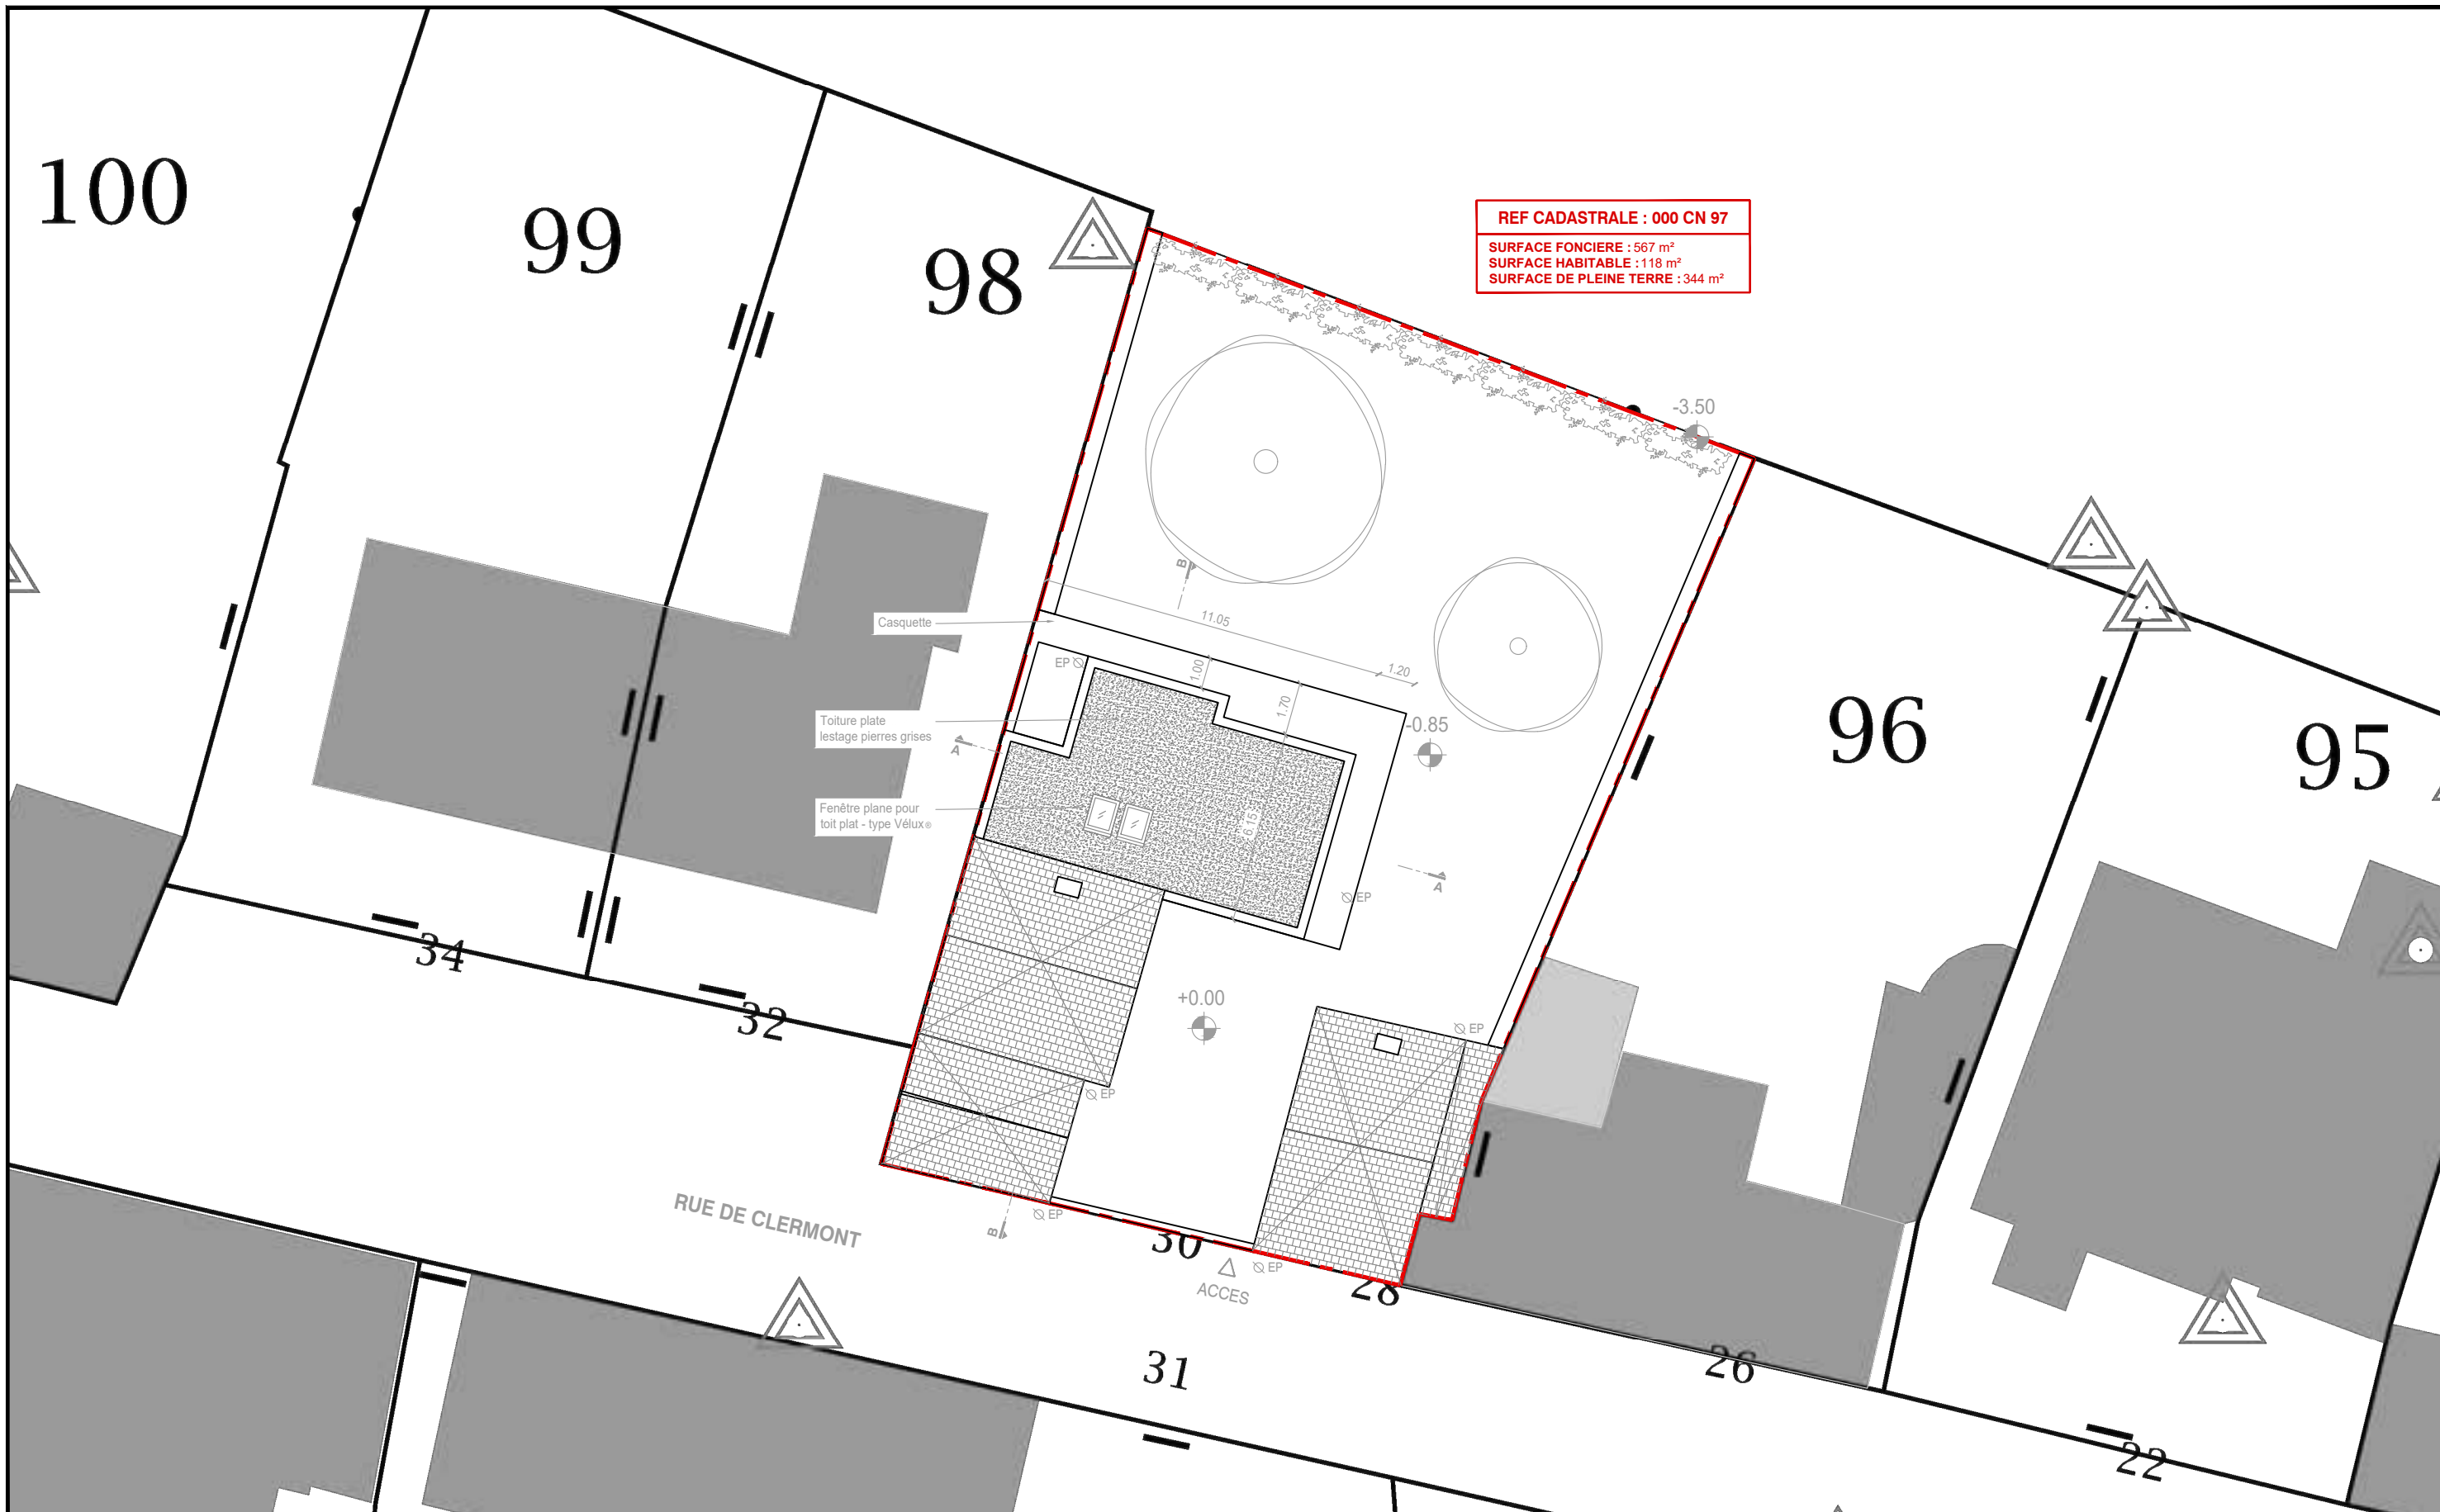 100
99
98
REF CADASTRALE : 000 CN 97
SURFACE FONCIERE : 567 m²
SURFACE HABITABLE : 118 m²
SURFACE DE PLEINE TERRE : 344 m²
-3.50
B
11.05
Casquette
EP
1.00
1.20
1.70
-0.85
96
95
Toiture plate
lestage pierres grises
A
Fenêtre plane pour
toit plat - type Vélux®
6.15
A
EP
34
32
+0.00
EP
EP
RUE DE CLERMONT
B
EP
30
EP
ACCES
28
31
26
22